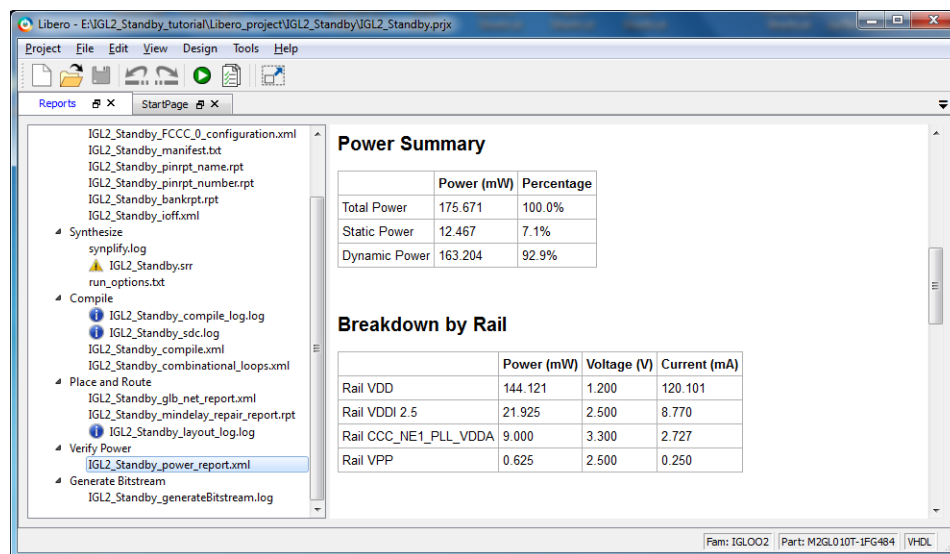 Libero - E:\IGL2_Standby_tutorial\Libero_project\IGL2_Standby\IGL2_Standby.prjx
Project File Edit View Design Tools Help
Reports StartPage
IGL2_Standby_FCCC_0_configuration.xml
IGL2_Standby_manifest.txt
IGL2_Standby_pinrpt_name.rpt
IGL2_Standby_pinrpt_number.rpt
IGL2_Standby_bankrpt.rpt
IGL2_Standby_ioff.xml
Synthesize
synplify.log
IGL2_Standby.srr
run_options.txt
Compile
IGL2_Standby_compile_log.log
IGL2_Standby_sdc.log
IGL2_Standby_compile.xml
IGL2_Standby_combinational_loops.xml
Place and Route
IGL2_Standby_glb_net_report.xml
IGL2_Standby_mindelay_repair_report.rpt
IGL2_Standby_layout_log.log
Verify Power
IGL2_Standby_power_report.xml
Generate Bitstream
IGL2_Standby_generateBitstream.log
Power Summary
Power (mW) Percentage
Total Power 175.671 100.0%
Static Power 12.467 7.1%
Dynamic Power 163.204 92.9%
Breakdown by Rail
Power (mW) Voltage (V) Current (mA)
Rail VDD 144.121 1.200 120.101
Rail VDDI 2.5 21.925 2.500 8.770
Rail CCC_NE1_PLL_VDDA 9.000 3.300 2.727
Rail VPP 0.625 2.500 0.250
Fam: IGLOO2 Part: M2GL010T-1FG484 VHDL